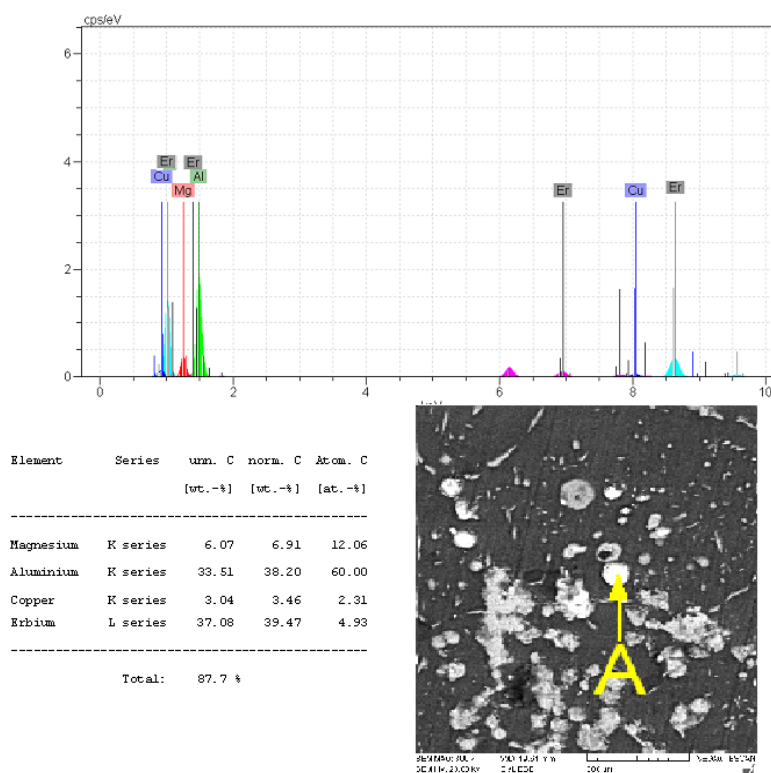 cps/eV
6
4
2
0
Er Er
Cu Al
Mg
Er Cu Er
0 2 4 6 8 10
Element Series unn. C norm. C Atom. C
[wt.-%] [wt.-%] [at.-%]
Magnesium K series 6.07 6.91 12.06
Aluminium K series 33.51 38.20 60.00
Copper K series 3.04 3.46 2.31
Erbium L series 37.08 39.47 4.93
Total: 87.7 %
A